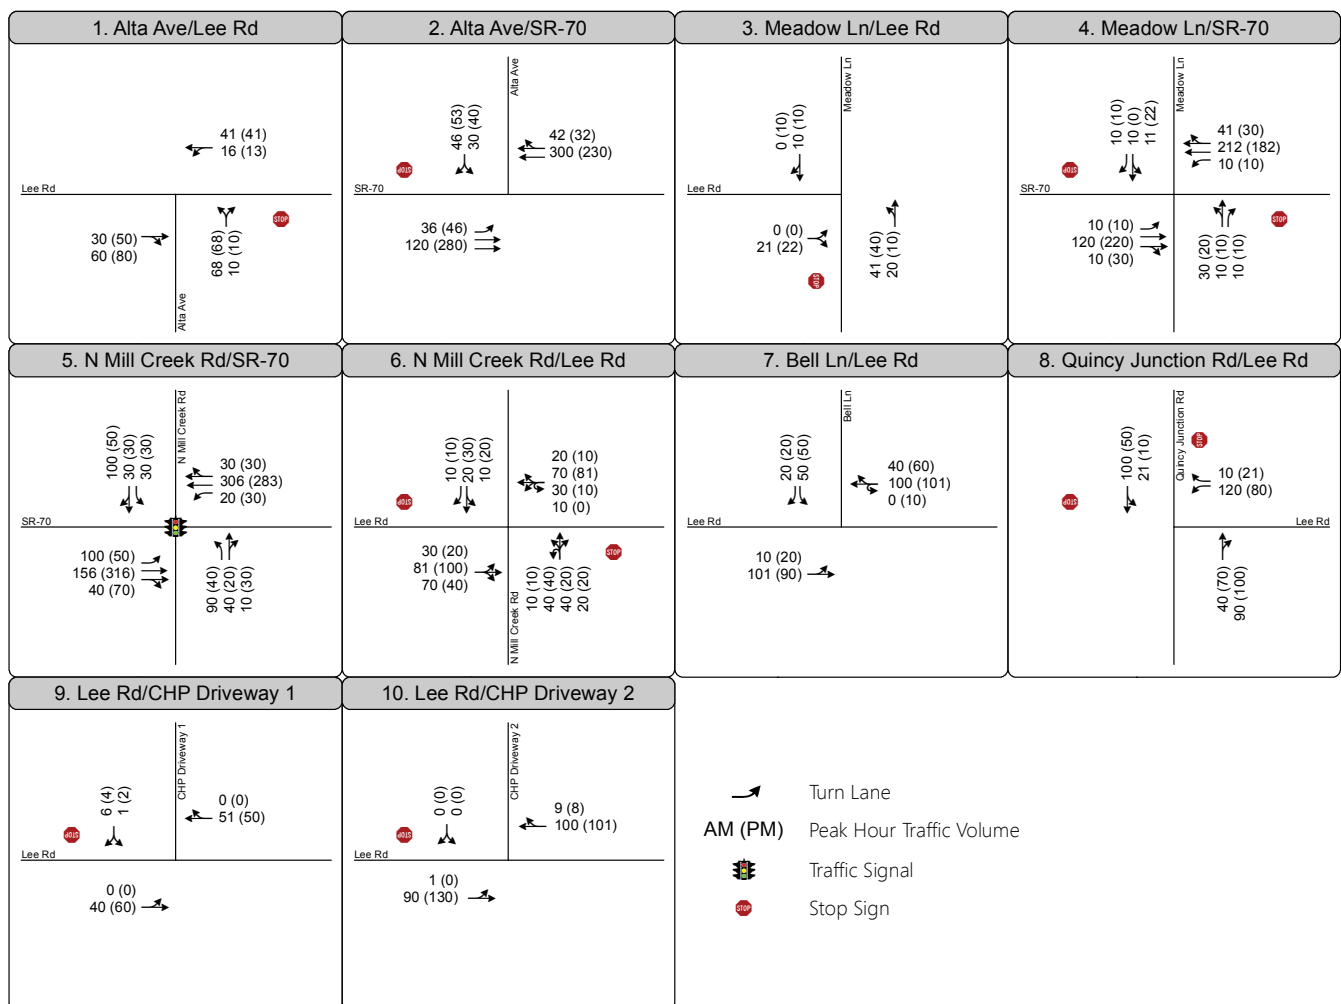 1. Alta Ave/Lee Rd
41 (41)
16 (13)
Lee Rd
STOP
30 (50)
60 (80)
68 (68)
10 (10)
Alta Ave
2. Alta Ave/SR-70
Alta Ave
46 (53)
30 (40)
42 (32)
300 (230)
STOP
SR-70
36 (46)
120 (280)
3. Meadow Ln/Lee Rd
Meadow Ln
0 (10)
10 (10)
Lee Rd
0 (0)
21 (22)
STOP
41 (40)
20 (10)
4. Meadow Ln/SR-70
Meadow Ln
10 (10)
10 (0)
11 (22)
41 (30)
212 (182)
10 (10)
STOP
SR-70
10 (10)
120 (220)
10 (30)
30 (20)
10 (10)
10 (10)
STOP
5. N Mill Creek Rd/SR-70
N Mill Creek Rd
100 (50)
30 (30)
30 (30)
30 (30)
306 (283)
20 (30)
SR-70
100 (50)
156 (316)
40 (70)
90 (40)
40 (20)
10 (30)
6. N Mill Creek Rd/Lee Rd
10 (10)
20 (30)
10 (20)
20 (10)
70 (81)
30 (10)
10 (0)
STOP
Lee Rd
30 (20)
81 (100)
70 (40)
N Mill Creek Rd
10 (10)
40 (40)
40 (20)
20 (20)
STOP
7. Bell Ln/Lee Rd
Bell Ln
20 (20)
50 (50)
40 (60)
100 (101)
0 (10)
Lee Rd
10 (20)
101 (90)
8. Quincy Junction Rd/Lee Rd
Quincy Junction Rd
STOP
100 (50)
21 (10)
10 (21)
120 (80)
STOP
Lee Rd
40 (70)
90 (100)
9. Lee Rd/CHP Driveway 1
CHP Driveway 1
6 (4)
1 (2)
0 (0)
51 (50)
STOP
Lee Rd
0 (0)
40 (60)
10. Lee Rd/CHP Driveway 2
CHP Driveway 2
0 (0)
0 (0)
9 (8)
100 (101)
STOP
Lee Rd
1 (0)
90 (130)
Turn Lane
AM (PM) Peak Hour Traffic Volume
Traffic Signal
STOP Stop Sign